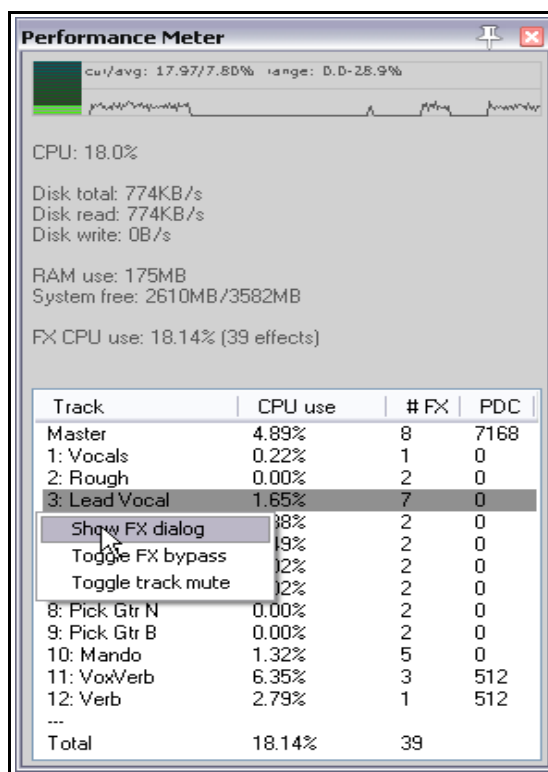 Performance Meter
cur/avg: 17.97/7.80% range: 0.0-28.9%
CPU: 18.0%
Disk total: 774KB/s
Disk read: 774KB/s
Disk write: 0B/s
RAM use: 175MB
System free: 2610MB/3582MB
FX CPU use: 18.14% (39 effects)
Track CPU use # FX PDC
Master 4.89% 8 7168
1: Vocals 0.22% 1 0
2: Rough 0.00% 2 0
3: Lead Vocal 1.65% 7 0
Show FX dialog 38% 2 0
Toggle FX bypass 49% 2 0
02% 2 0
Toggle track mute 02% 2 0
8: Pick Gtr N 0.00% 2 0
9: Pick Gtr B 0.00% 2 0
10: Mando 1.32% 5 0
11: VoxVerb 6.35% 3 512
12: Verb 2.79% 1 512
---
Total 18.14% 39